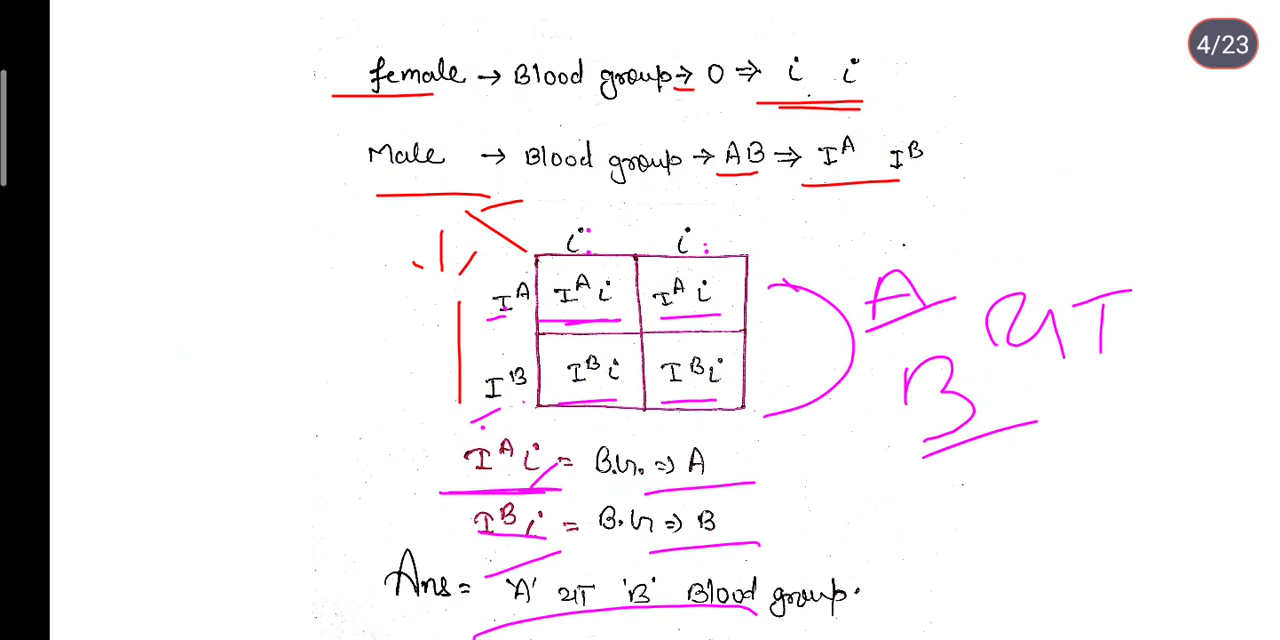 4/23
female → Blood group → O ⇒ i i
Male → Blood group → AB ⇒ I^A I^B
i i
I^A I^A i I^A i
I^B I^B i I^B i
A
या
B
I^A i = B.G. ⇒ A
I^B i = B.G ⇒ B
Ans = 'A' या 'B' Blood group.